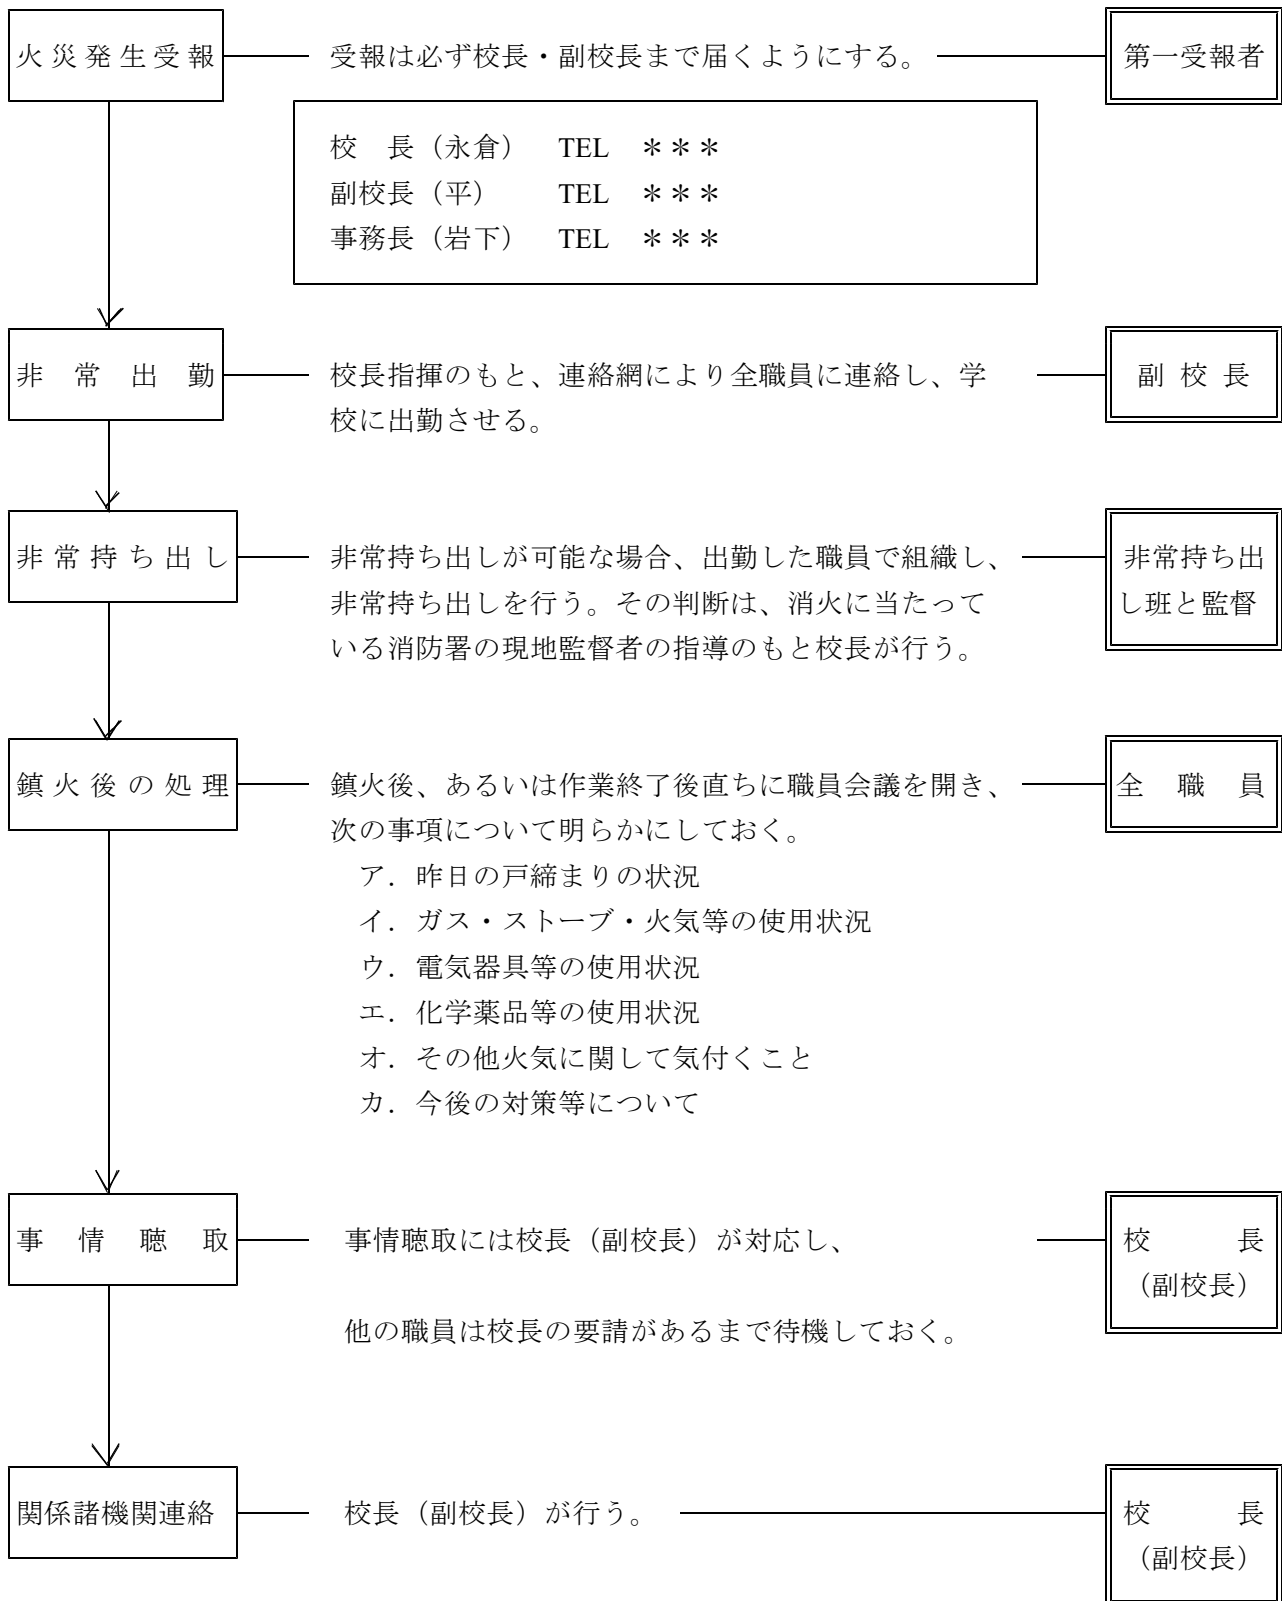 火災発生受報 受報は必ず校長・副校長まで届くようにする。 第一受報者
校　長（永倉）　TEL　＊＊＊
副校長（平）　　TEL　＊＊＊
事務長（岩下）　TEL　＊＊＊
非常出勤 校長指揮のもと、連絡網により全職員に連絡し、学 副校長
校に出勤させる。
非常持ち出し 非常持ち出しが可能な場合、出勤した職員で組織し、 非常持ち出
非常持ち出しを行う。その判断は、消火に当たって し班と監督
いる消防署の現地監督者の指導のもと校長が行う。
鎮火後の処理 鎮火後、あるいは作業終了後直ちに職員会議を開き、 全職員
次の事項について明らかにしておく。
ア．昨日の戸締まりの状況
イ．ガス・ストーブ・火気等の使用状況
ウ．電気器具等の使用状況
エ．化学薬品等の使用状況
オ．その他火気に関して気付くこと
カ．今後の対策等について
事情聴取 事情聴取には校長（副校長）が対応し、 校長
（副校長）
他の職員は校長の要請があるまで待機しておく。
関係諸機関連絡 校長（副校長）が行う。 校長
（副校長）